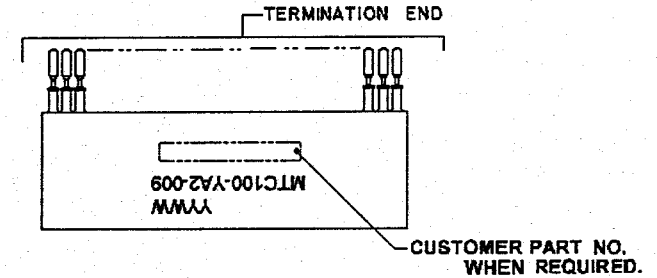 TERMINATION END
YYWW
MTC100-YA2-009
CUSTOMER PART NO.
WHEN REQUIRED.